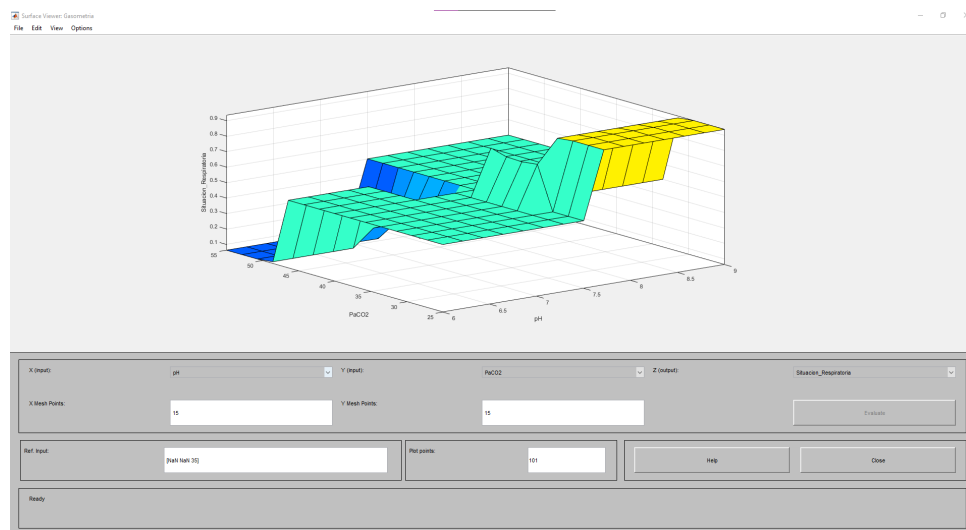 Surface Viewer: Gasometria
File Edit View Options
0.9
0.8
0.7
0.6
0.5
0.4
0.3
0.2
0.1
Situacion_Respiratoria
55
50
45
40
35
30
25
PaCO2
6
6.5
7
7.5
8
8.5
9
pH
X (input): pH Y (input): PaCO2 Z (output): Situacion_Respiratoria
X Mesh Points: 15 Y Mesh Points: 15 Evaluate
Ref. Input: [NaN NaN 35] Plot points: 101 Help Close
Ready